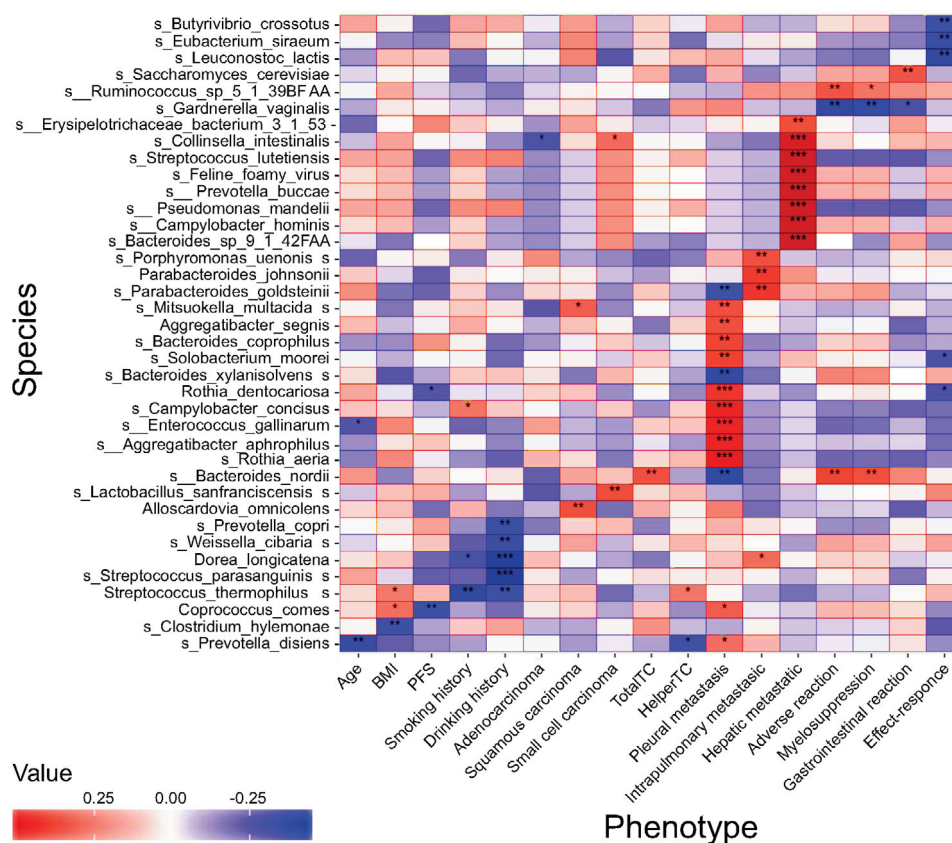 Species
s_Butyrivibrio_crossotus
s_Eubacterium_siraeum
s_Leuconostoc_lactis
s_Saccharomyces_cerevisiae
s__Ruminococcus_sp_5_1_39BFAA
s_Gardnerella_vaginalis
s__Erysipelotrichaceae_bacterium_3_1_53
s_Collinsella_intestinalis
s_Streptococcus_lutetiensis
s_Feline_foamy_virus
s_Prevotella_buccae
s__Pseudomonas_mandelii
s__Campylobacter_hominis
s_Bacteroides_sp_9_1_42FAA
s_Porphyromonas_uenonis s
Parabacteroides_johnsonii
s_Parabacteroides_goldsteinii
s_Mitsuokella_multacida s
Aggregatibacter_segnis
s_Bacteroides_coprophilus
s_Solobacterium_moorei
s_Bacteroides_xylanisolvens s
Rothia_dentocariosa
s_Campylobacter_concisus
s__Enterococcus_gallinarum
s__Aggregatibacter_aphrophilus
s_Rothia_aeria
s__Bacteroides_nordii
s_Lactobacillus_sanfranciscensis s
Alloscardovia_omnicolens
s_Prevotella_copri
s_Weissella_cibaria s
Dorea_longicatena
s_Streptococcus_parasanguinis s
Streptococcus_thermophilus s
Coprococcus_comes
s_Clostridium_hylemonae
s_Prevotella_disiens
** 
**
**
**
** *
** ** *
**
* * ***
***
***
***
***
***
***
**
**
** **
* **
**
**
** *
**
* *** *
* ***
* ***
***
***
** ** ** **
**
**
**
**
* *** *
***
* ** ** *
* ** *
**
** * *
Age
BMI
PFS
Smoking history
Drinking history
Adenocarcinoma
Squamous carcinoma
Small cell carcinoma
TotalTC
HelperTC
Pleural metastasis
Intrapulmonary metastasic
Hepatic metastatic
Adverse reaction
Myelosuppression
Gastrointestinal reaction
Effect-responce
Phenotype
Value
0.25 0.00 -0.25